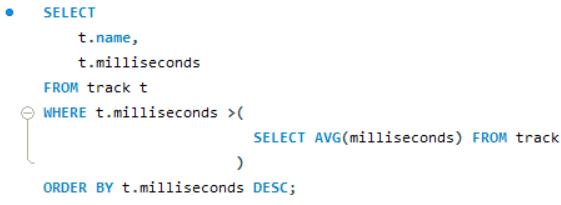 SELECT
t.name,
t.milliseconds
FROM track t
WHERE t.milliseconds >(
SELECT AVG(milliseconds) FROM track
)
ORDER BY t.milliseconds DESC;